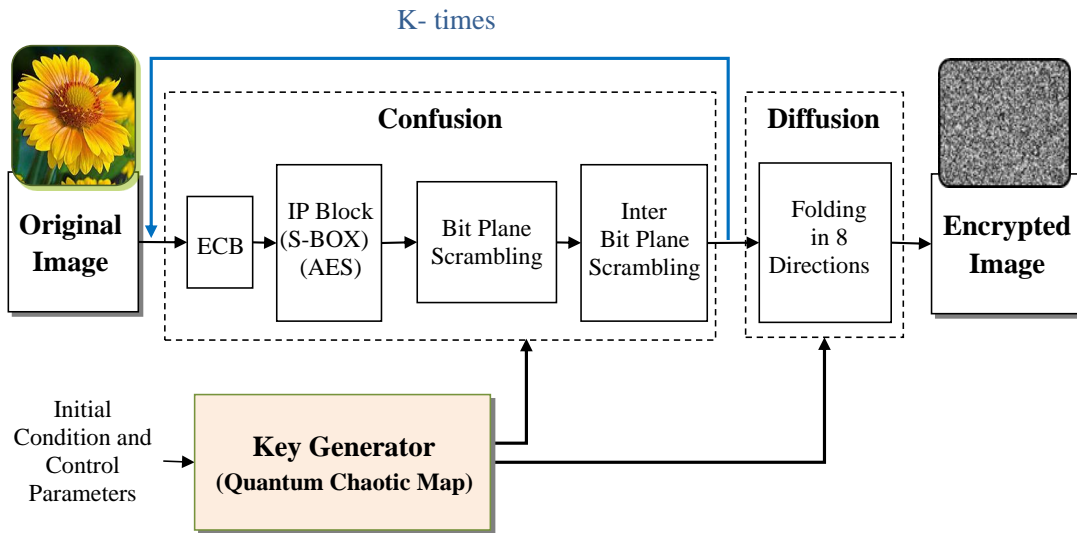 K- times
Confusion
Diffusion
Original
Image
ECB
IP Block
(S-BOX)
(AES)
Bit Plane
Scrambling
Inter
Bit Plane
Scrambling
Folding
in 8
Directions
Encrypted
Image
Initial
Condition and
Control
Parameters
Key Generator
(Quantum Chaotic Map)